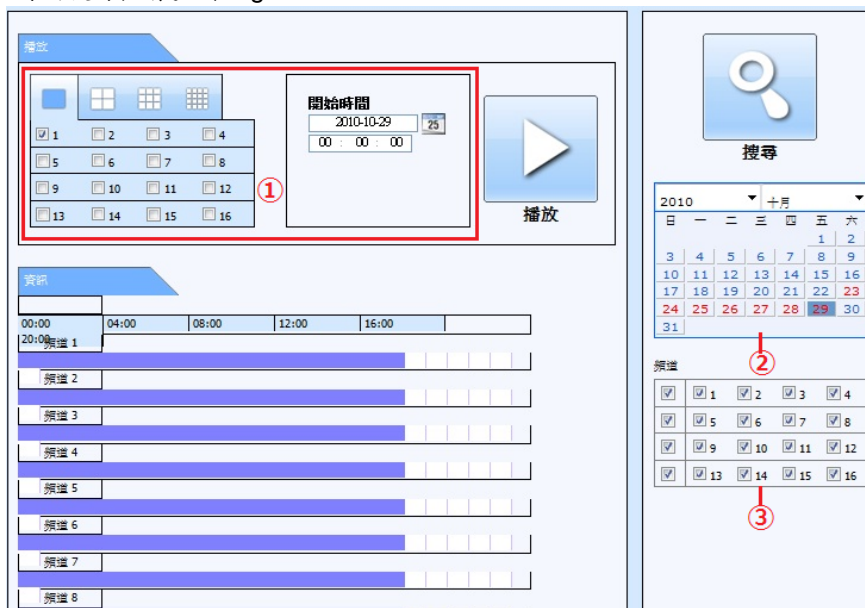 播放
1 2 3 4
5 6 7 8
9 10 11 12
13 14 15 16
①
開始時間
2010-10-29
25
00 : 00 : 00
播放
資訊
00:00 04:00 08:00 12:00 16:00
20:00
頻道 1
頻道 2
頻道 3
頻道 4
頻道 5
頻道 6
頻道 7
頻道 8
搜尋
2010 十月
日 一 二 三 四 五 六
1 2
3 4 5 6 7 8 9
10 11 12 13 14 15 16
17 18 19 20 21 22 23
24 25 26 27 28 29 30
31
②
頻道
1 2 3 4
5 6 7 8
9 10 11 12
13 14 15 16
③